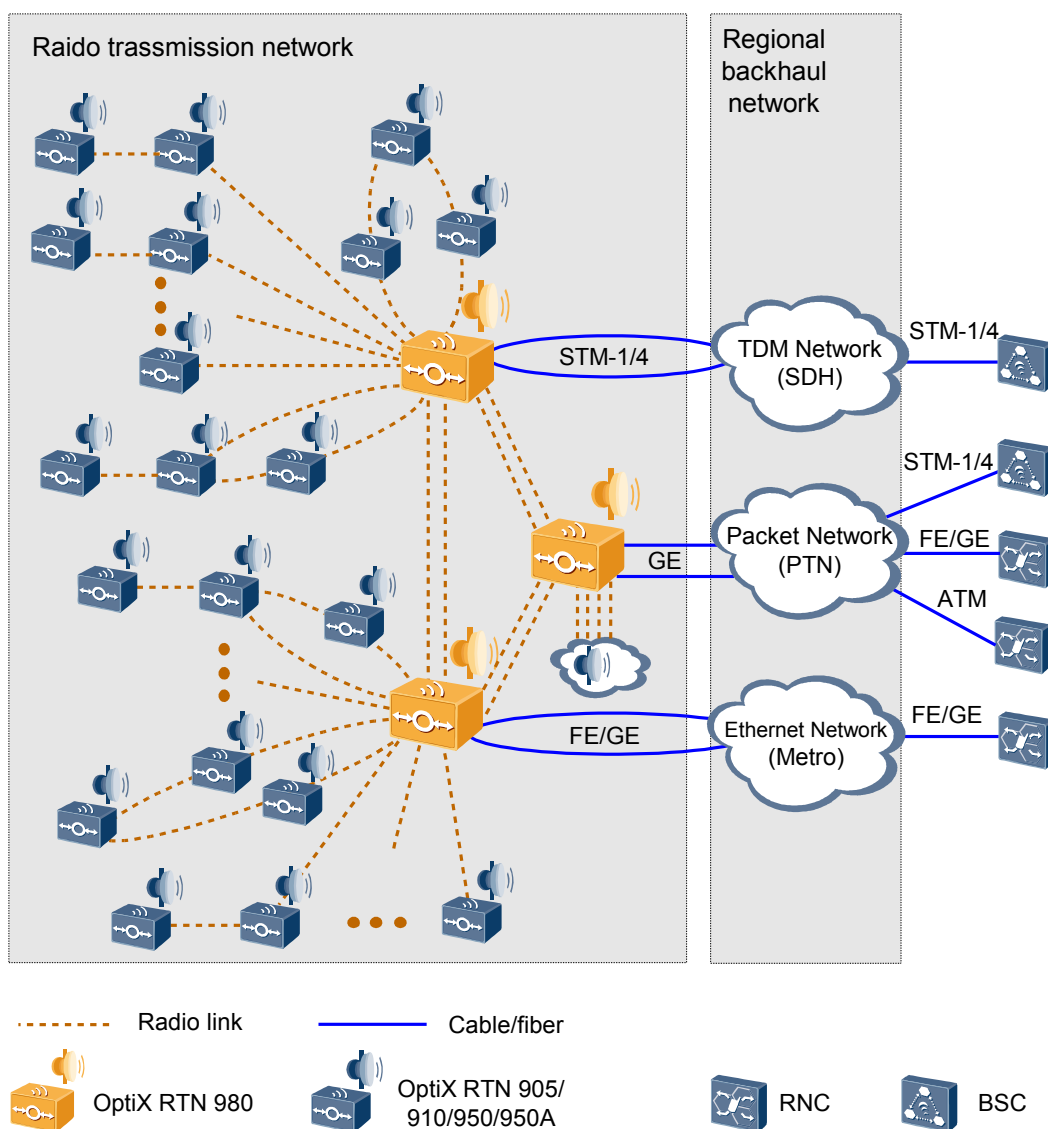 Raido trassmission network
Regional
backhaul
network
STM-1/4
TDM Network
(SDH)
STM-1/4
STM-1/4
GE
Packet Network
(PTN)
FE/GE
ATM
FE/GE
Ethernet Network
(Metro)
FE/GE
Radio link
Cable/fiber
OptiX RTN 980
OptiX RTN 905/
910/950/950A
RNC
BSC